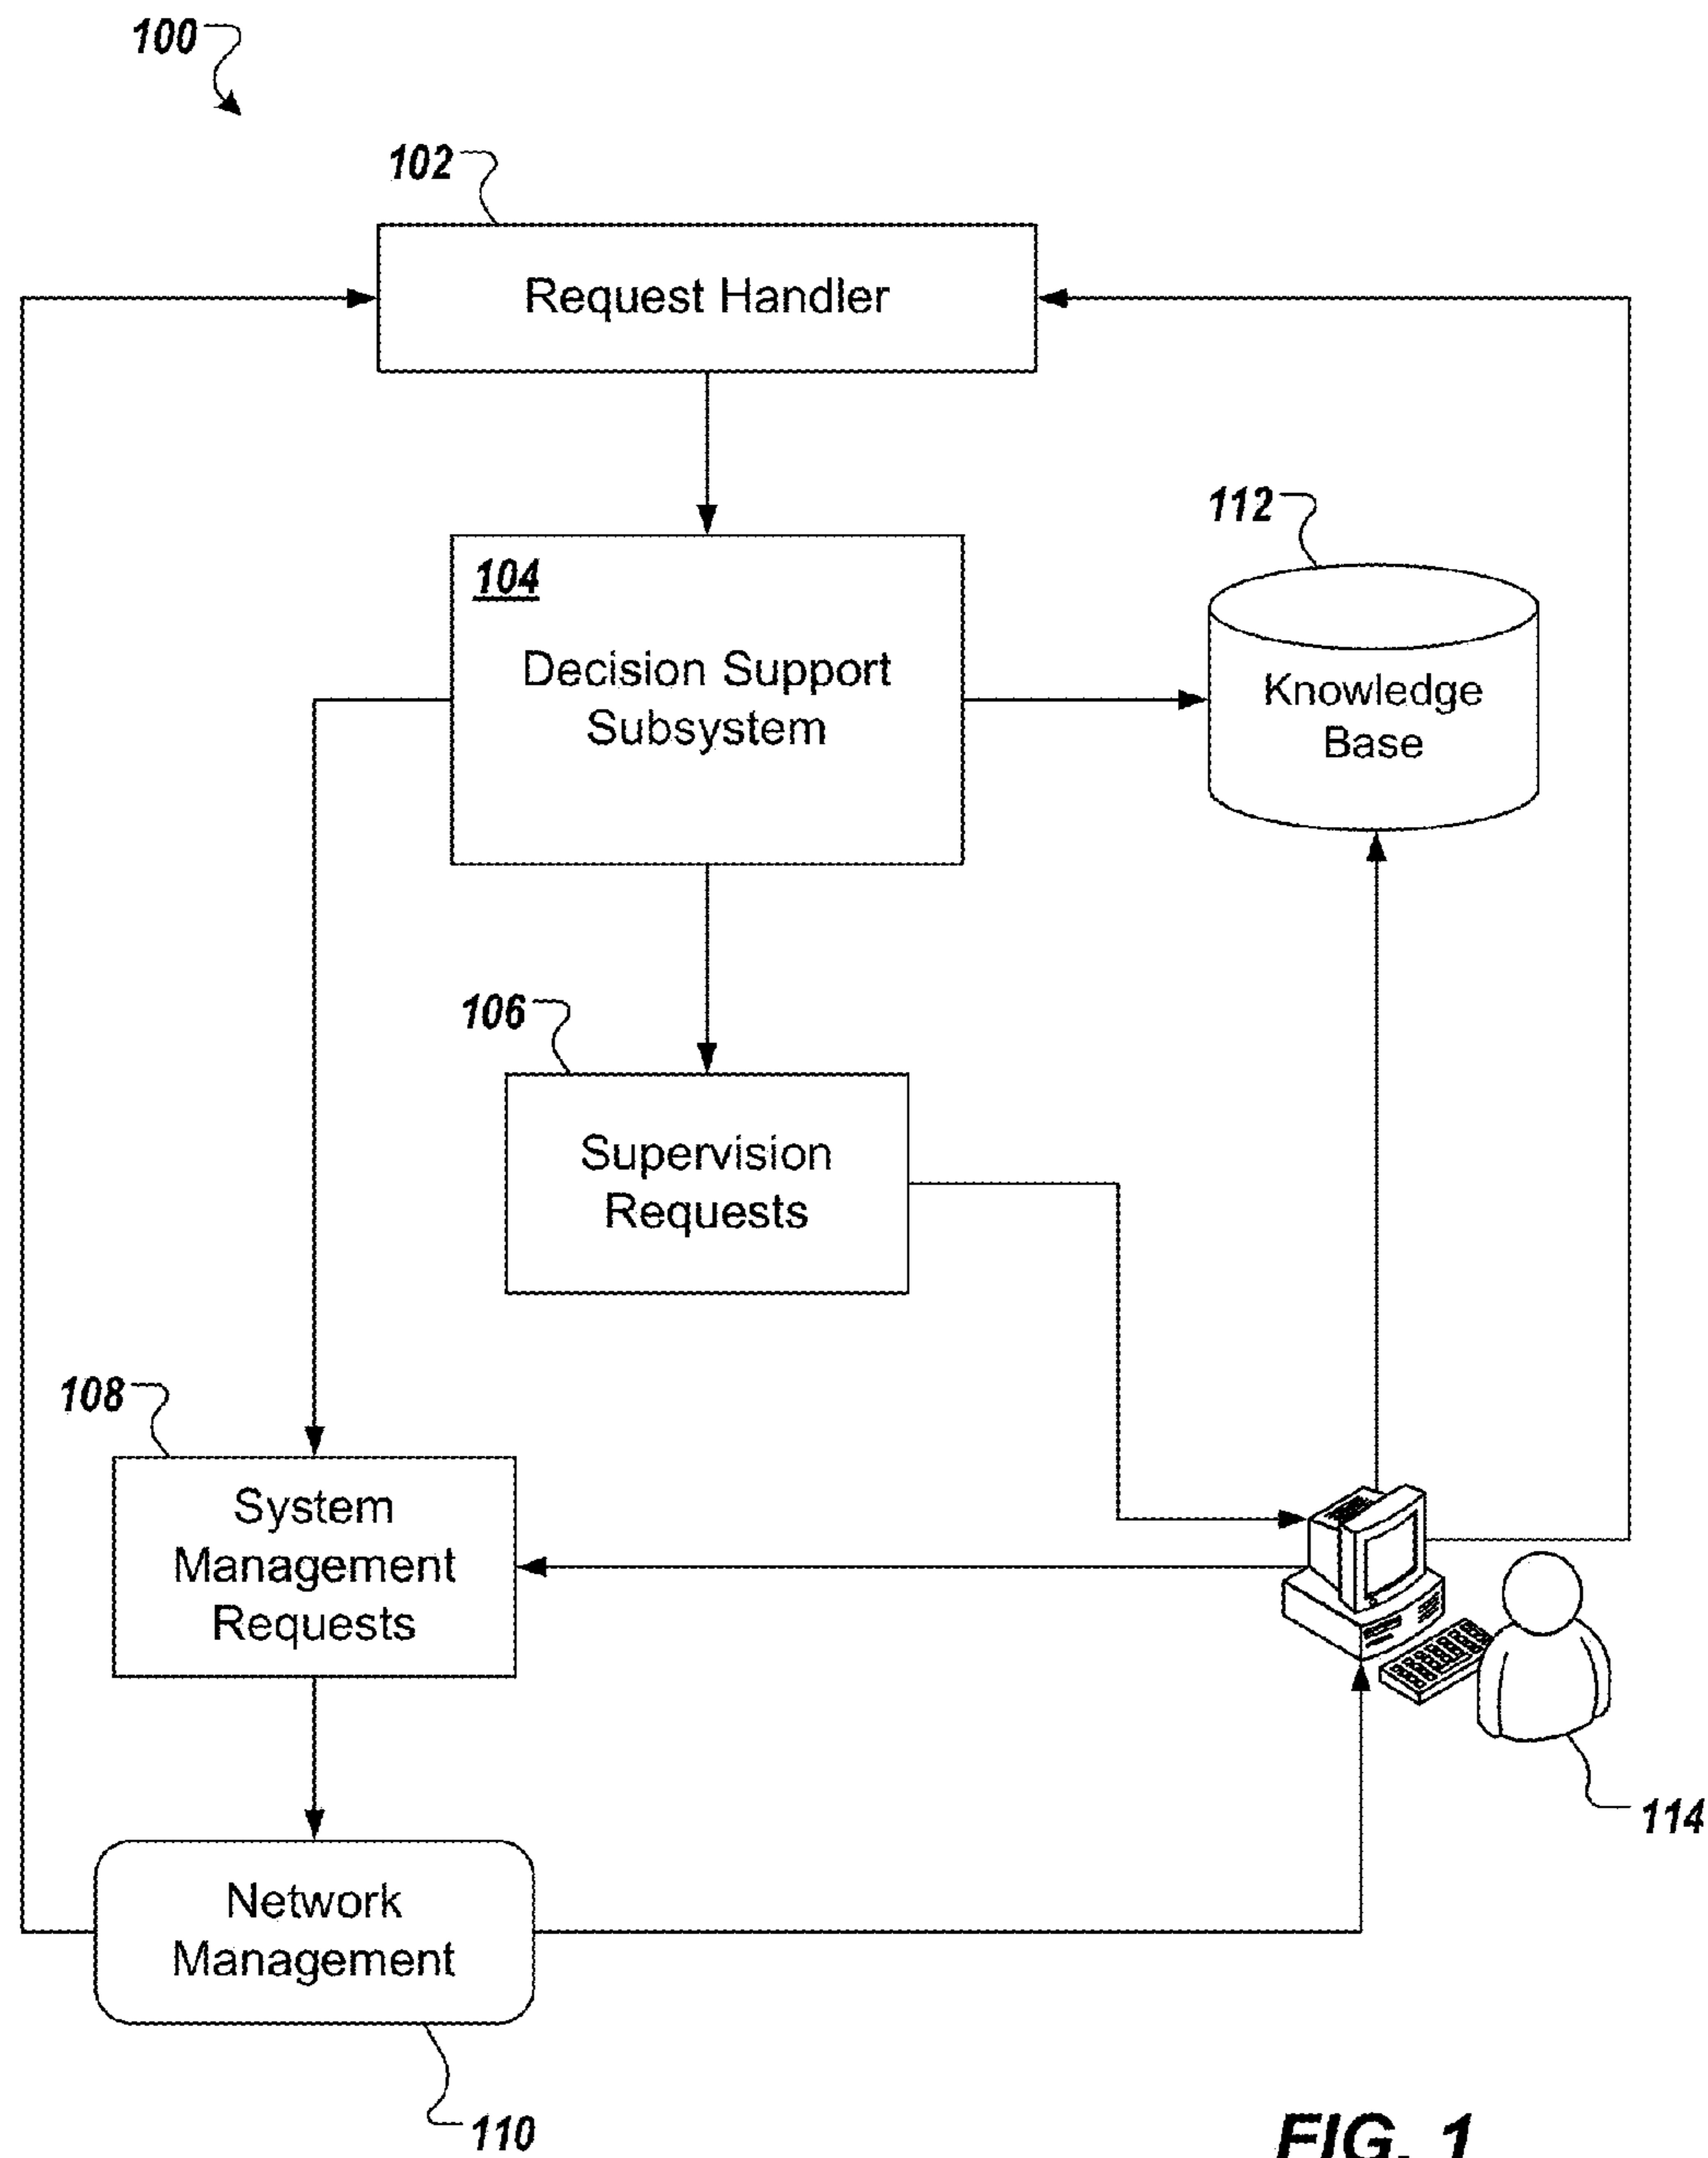 100
102
Request Handler
112
104
Decision Support
Subsystem
Knowledge
Base
106
Supervision
Requests
108
System
Management
Requests
114
Network
Management
110
FIG. 1